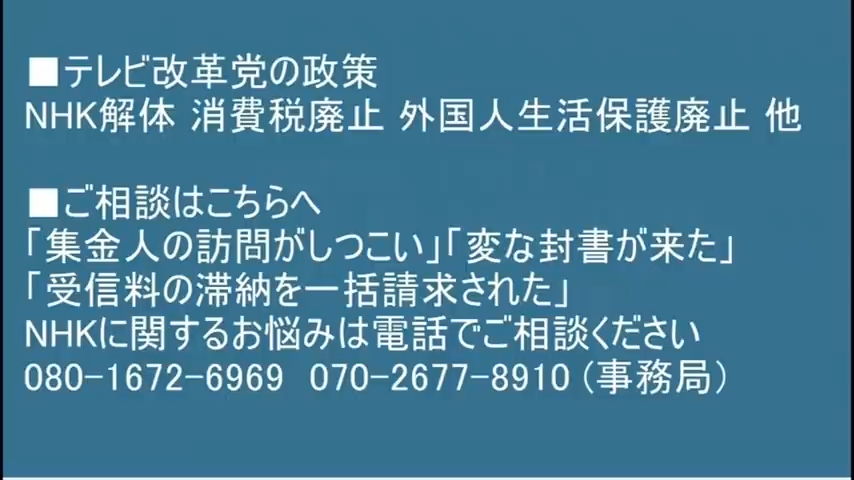 ■テレビ改革党の政策
NHK解体 消費税廃止 外国人生活保護廃止 他
■ご相談はこちらへ
「集金人の訪問がしつこい」「変な封書が来た」
「受信料の滞納を一括請求された」
NHKに関するお悩みは電話でご相談ください
080-1672-6969 070-2677-8910（事務局）